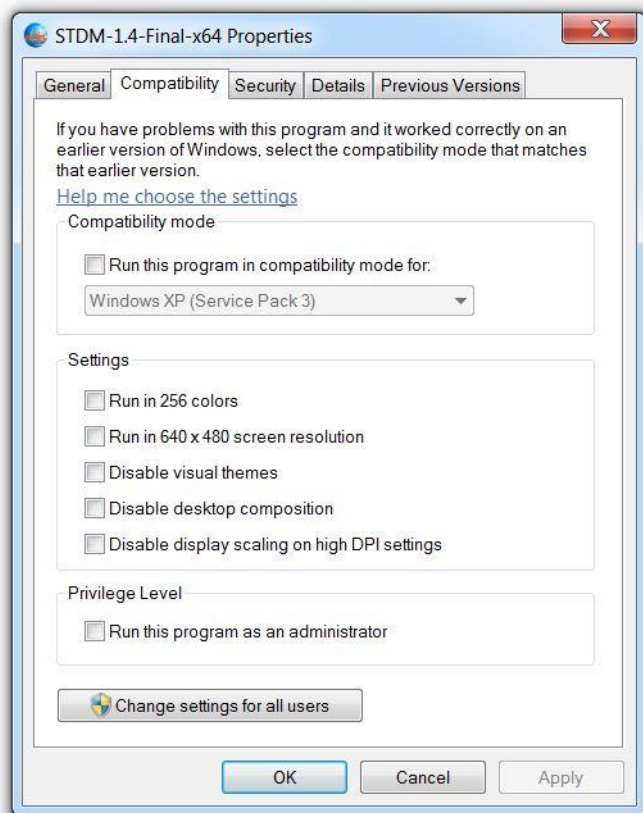 STDM-1.4-Final-x64 Properties
General Compatibility Security Details Previous Versions
If you have problems with this program and it worked correctly on an
earlier version of Windows, select the compatibility mode that matches
that earlier version.
Help me choose the settings
Compatibility mode
Run this program in compatibility mode for:
Windows XP (Service Pack 3)
Settings
Run in 256 colors
Run in 640 x 480 screen resolution
Disable visual themes
Disable desktop composition
Disable display scaling on high DPI settings
Privilege Level
Run this program as an administrator
Change settings for all users
OK Cancel Apply